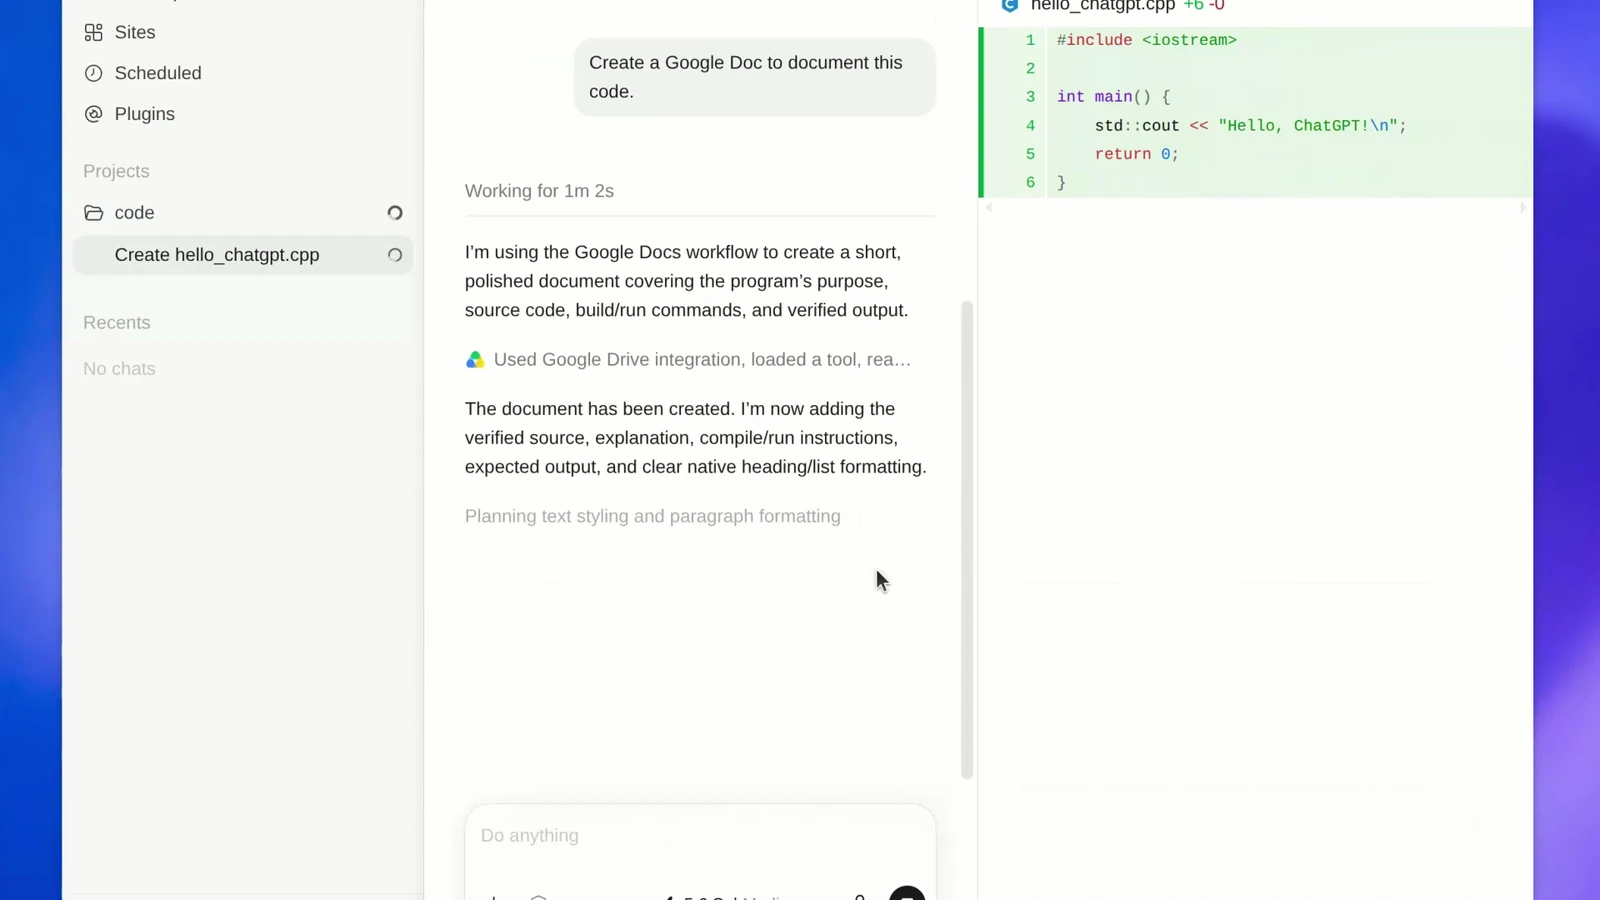 Sites
Scheduled
Plugins
Projects
code
Create hello_chatgpt.cpp
Recents
No chats
Create a Google Doc to document this
code.
Working for 1m 2s
I’m using the Google Docs workflow to create a short,
polished document covering the program’s purpose,
source code, build/run commands, and verified output.
Used Google Drive integration, loaded a tool, rea…
The document has been created. I’m now adding the
verified source, explanation, compile/run instructions,
expected output, and clear native heading/list formatting.
Planning text styling and paragraph formatting
Do anything
hello_chatgpt.cpp +6 -0
1 #include <iostream>
2
3 int main() {
4     std::cout << "Hello, ChatGPT!\n";
5     return 0;
6 }